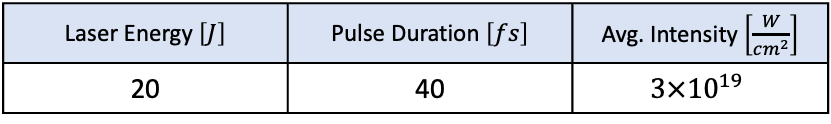 Laser Energy [J] Pulse Duration [fs] Avg. Intensity [W/cm²]
20 40 3×10¹⁹